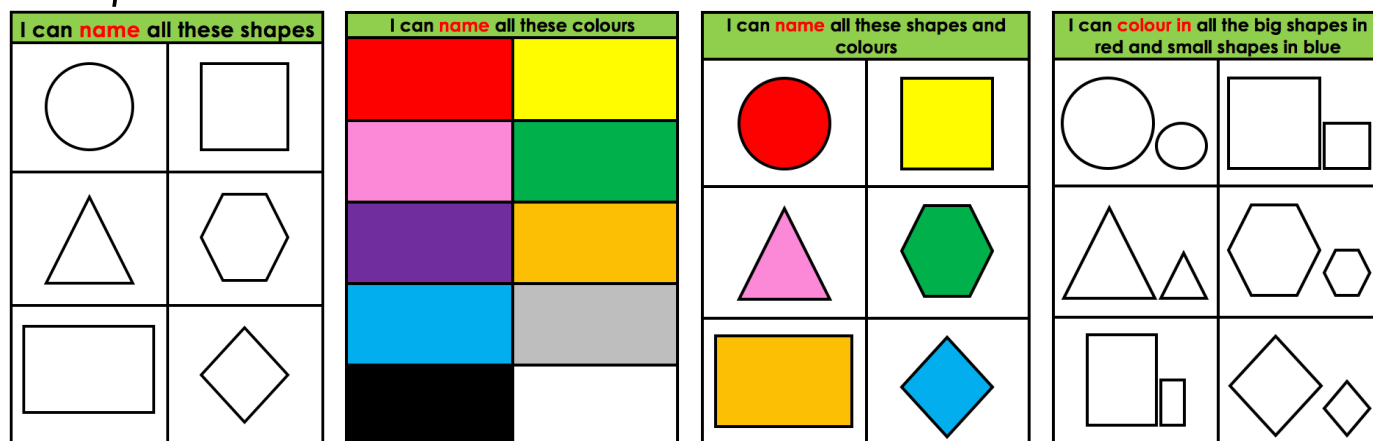 I can name all these shapes
I can name all these colours
I can name all these shapes and
colours
I can colour in all the big shapes in
red and small shapes in blue